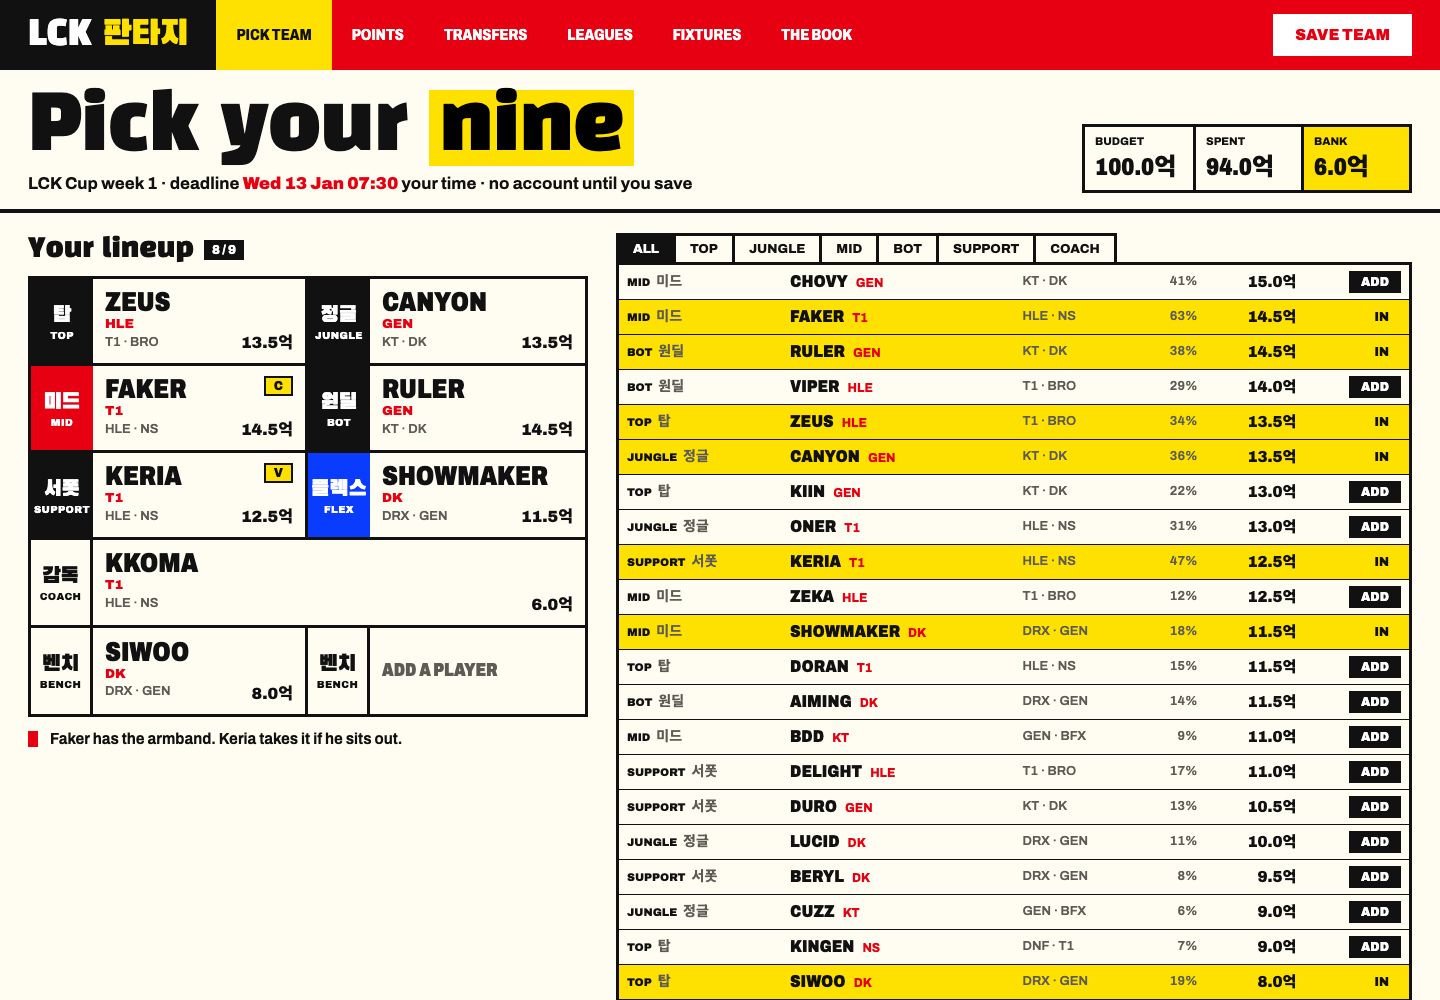 LCK 판타지
PICK TEAM
POINTS
TRANSFERS
LEAGUES
FIXTURES
THE BOOK
SAVE TEAM
Pick your nine
LCK Cup week 1 · deadline Wed 13 Jan 07:30 your time · no account until you save
BUDGET
100.0억
SPENT
94.0억
BANK
6.0억
Your lineup 8/9
탑
TOP
ZEUS
HLE
T1 · BRO
13.5억
정글
JUNGLE
CANYON
GEN
KT · DK
13.5억
미드
MID
FAKER
C
T1
HLE · NS
14.5억
원딜
BOT
RULER
GEN
KT · DK
14.5억
서폿
SUPPORT
KERIA
V
T1
HLE · NS
12.5억
플렉스
FLEX
SHOWMAKER
DK
DRX · GEN
11.5억
감독
COACH
KKOMA
T1
HLE · NS
6.0억
벤치
BENCH
SIWOO
DK
DRX · GEN
8.0억
벤치
BENCH
ADD A PLAYER
Faker has the armband. Keria takes it if he sits out.
ALL TOP JUNGLE MID BOT SUPPORT COACH
MID 미드 CHOVY GEN KT · DK 41% 15.0억 ADD
MID 미드 FAKER T1 HLE · NS 63% 14.5억 IN
BOT 원딜 RULER GEN KT · DK 38% 14.5억 IN
BOT 원딜 VIPER HLE T1 · BRO 29% 14.0억 ADD
TOP 탑 ZEUS HLE T1 · BRO 34% 13.5억 IN
JUNGLE 정글 CANYON GEN KT · DK 36% 13.5억 IN
TOP 탑 KIIN GEN KT · DK 22% 13.0억 ADD
JUNGLE 정글 ONER T1 HLE · NS 31% 13.0억 ADD
SUPPORT 서폿 KERIA T1 HLE · NS 47% 12.5억 IN
MID 미드 ZEKA HLE T1 · BRO 12% 12.5억 ADD
MID 미드 SHOWMAKER DK DRX · GEN 18% 11.5억 IN
TOP 탑 DORAN T1 HLE · NS 15% 11.5억 ADD
BOT 원딜 AIMING DK DRX · GEN 14% 11.5억 ADD
MID 미드 BDD KT GEN · BFX 9% 11.0억 ADD
SUPPORT 서폿 DELIGHT HLE T1 · BRO 17% 11.0억 ADD
SUPPORT 서폿 DURO GEN KT · DK 13% 10.5억 ADD
JUNGLE 정글 LUCID DK DRX · GEN 11% 10.0억 ADD
SUPPORT 서폿 BERYL DK DRX · GEN 8% 9.5억 ADD
JUNGLE 정글 CUZZ KT GEN · BFX 6% 9.0억 ADD
TOP 탑 KINGEN NS DNF · T1 7% 9.0억 ADD
TOP 탑 SIWOO DK DRX · GEN 19% 8.0억 IN